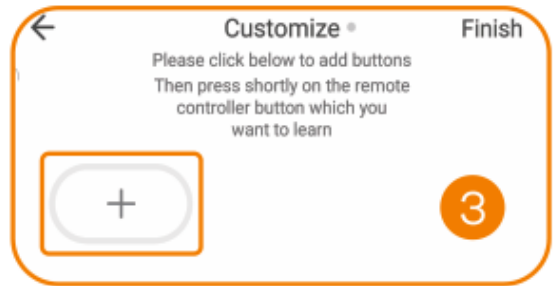 Customize Finish
Please click below to add buttons
Then press shortly on the remote
controller button which you
want to learn
+
3